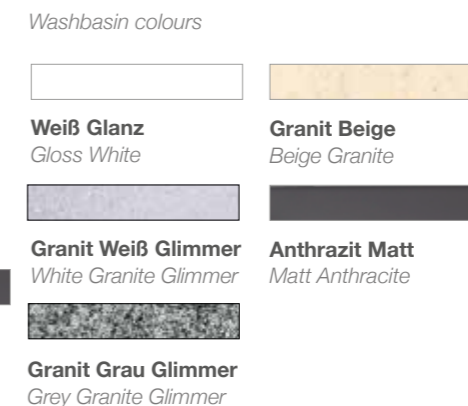 Washbasin colours
Weiß Glanz
Gloss White
Granit Beige
Beige Granite
Granit Weiß Glimmer
White Granite Glimmer
Anthrazit Matt
Matt Anthracite
Granit Grau Glimmer
Grey Granite Glimmer